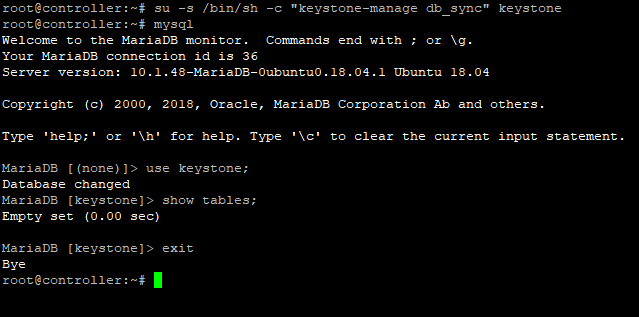 root@controller:~# su -s /bin/sh -c "keystone-manage db_sync" keystone
root@controller:~# mysql
Welcome to the MariaDB monitor.  Commands end with ; or \g.
Your MariaDB connection id is 36
Server version: 10.1.48-MariaDB-0ubuntu0.18.04.1 Ubuntu 18.04
Copyright (c) 2000, 2018, Oracle, MariaDB Corporation Ab and others.
Type 'help;' or '\h' for help. Type '\c' to clear the current input statement.
MariaDB [(none)]> use keystone;
Database changed
MariaDB [keystone]> show tables;
Empty set (0.00 sec)
MariaDB [keystone]> exit
Bye
root@controller:~#